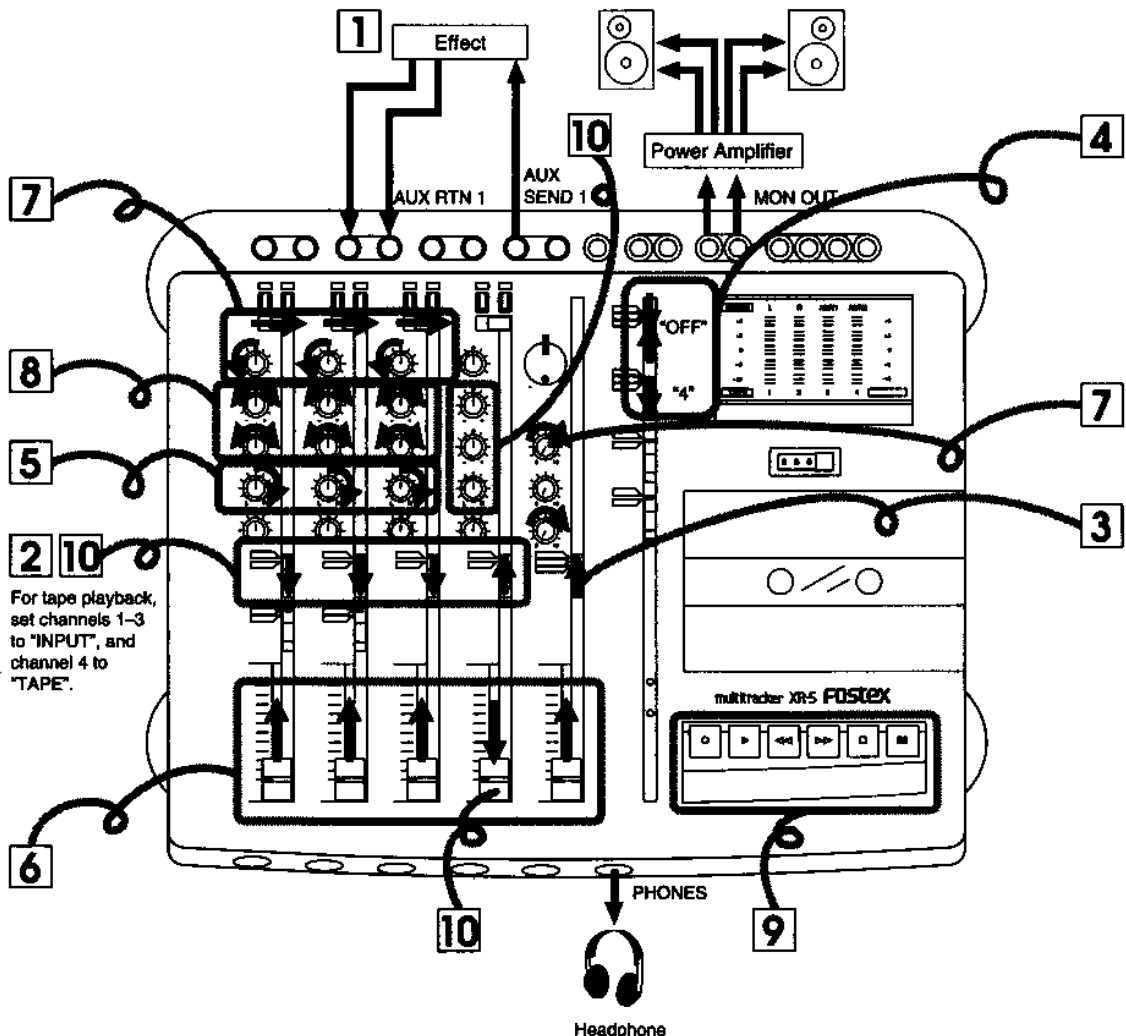 1
Effect
10
Power Amplifier
4
7
AUX RTN 1
AUX
SEND 1
MON OUT
"OFF"
"4"
8
7
5
3
2 10
For tape playback,
set channels 1–3
to "INPUT", and
channel 4 to
"TAPE".
multitracker XR-5 FOSTEX
6
10
PHONES
9
Headphone